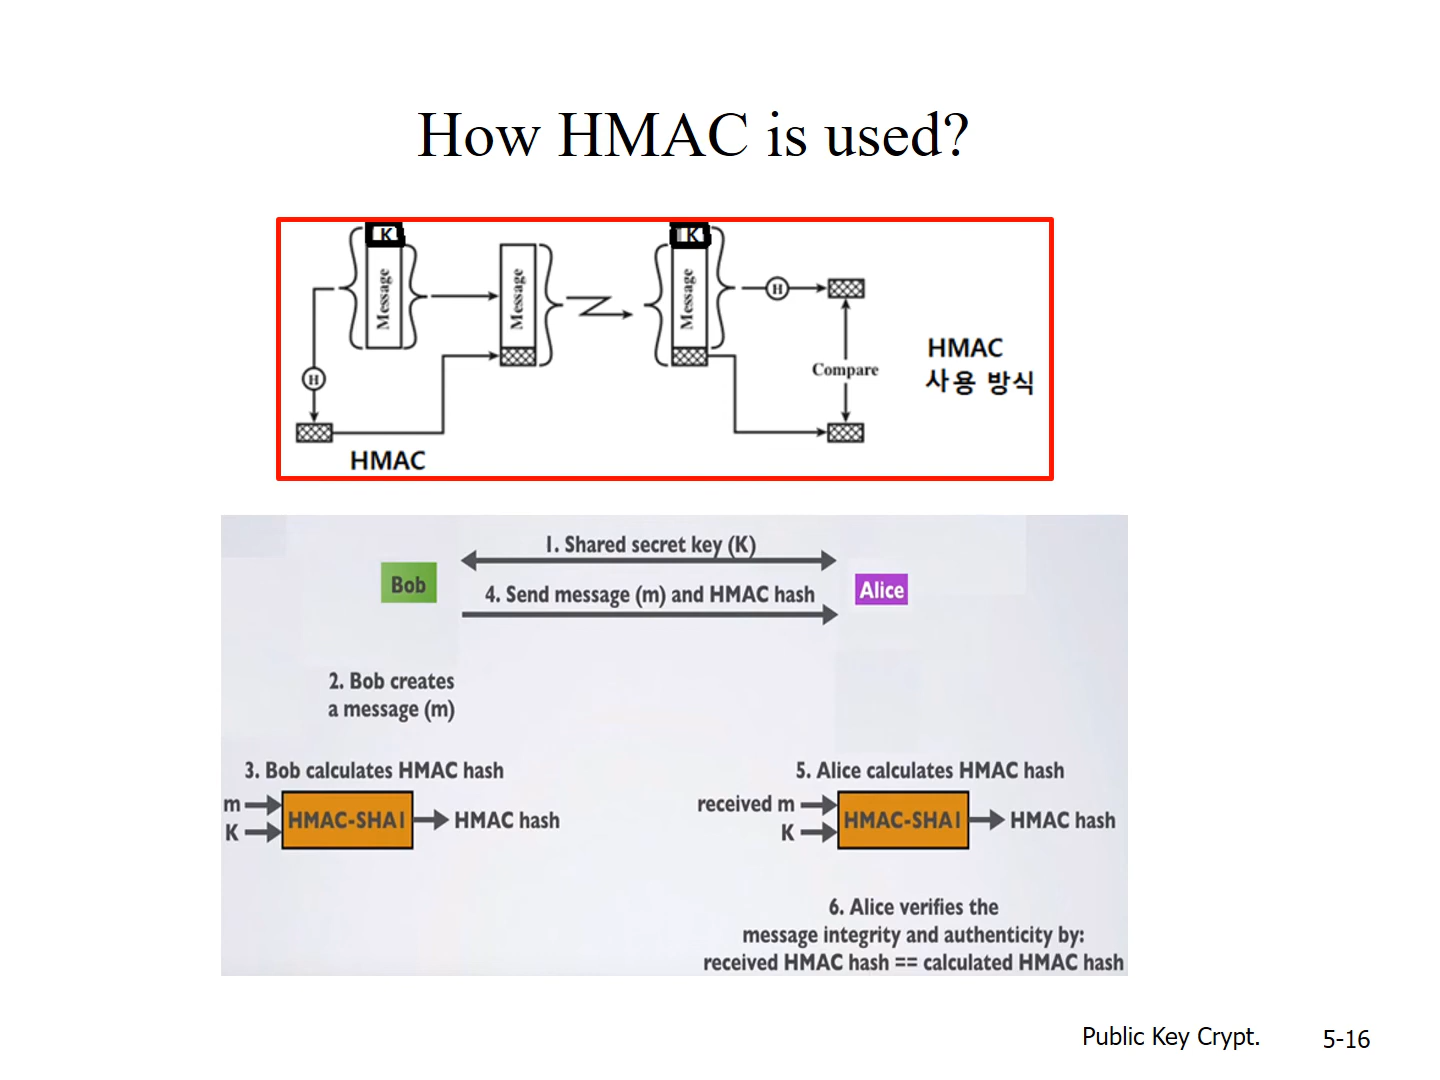 How HMAC is used?
K
K
Message
Message
Message
H
H
Compare
HMAC
사용 방식
HMAC
1. Shared secret key (K)
Bob
4. Send message (m) and HMAC hash
Alice
2. Bob creates
a message (m)
3. Bob calculates HMAC hash
m
K
HMAC-SHA1
HMAC hash
5. Alice calculates HMAC hash
received m
K
HMAC-SHA1
HMAC hash
6. Alice verifies the
message integrity and authenticity by:
received HMAC hash == calculated HMAC hash
Public Key Crypt.
5-16